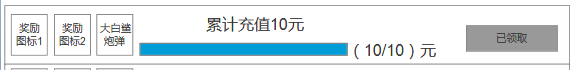 奖励
图标1
奖励
图标2
大白鲨
炮弹
累计充值10元
（10/10）元
已领取